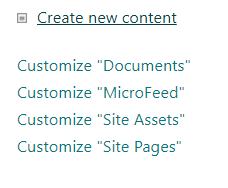 Create new content
Customize "Documents"
Customize "MicroFeed"
Customize "Site Assets"
Customize "Site Pages"